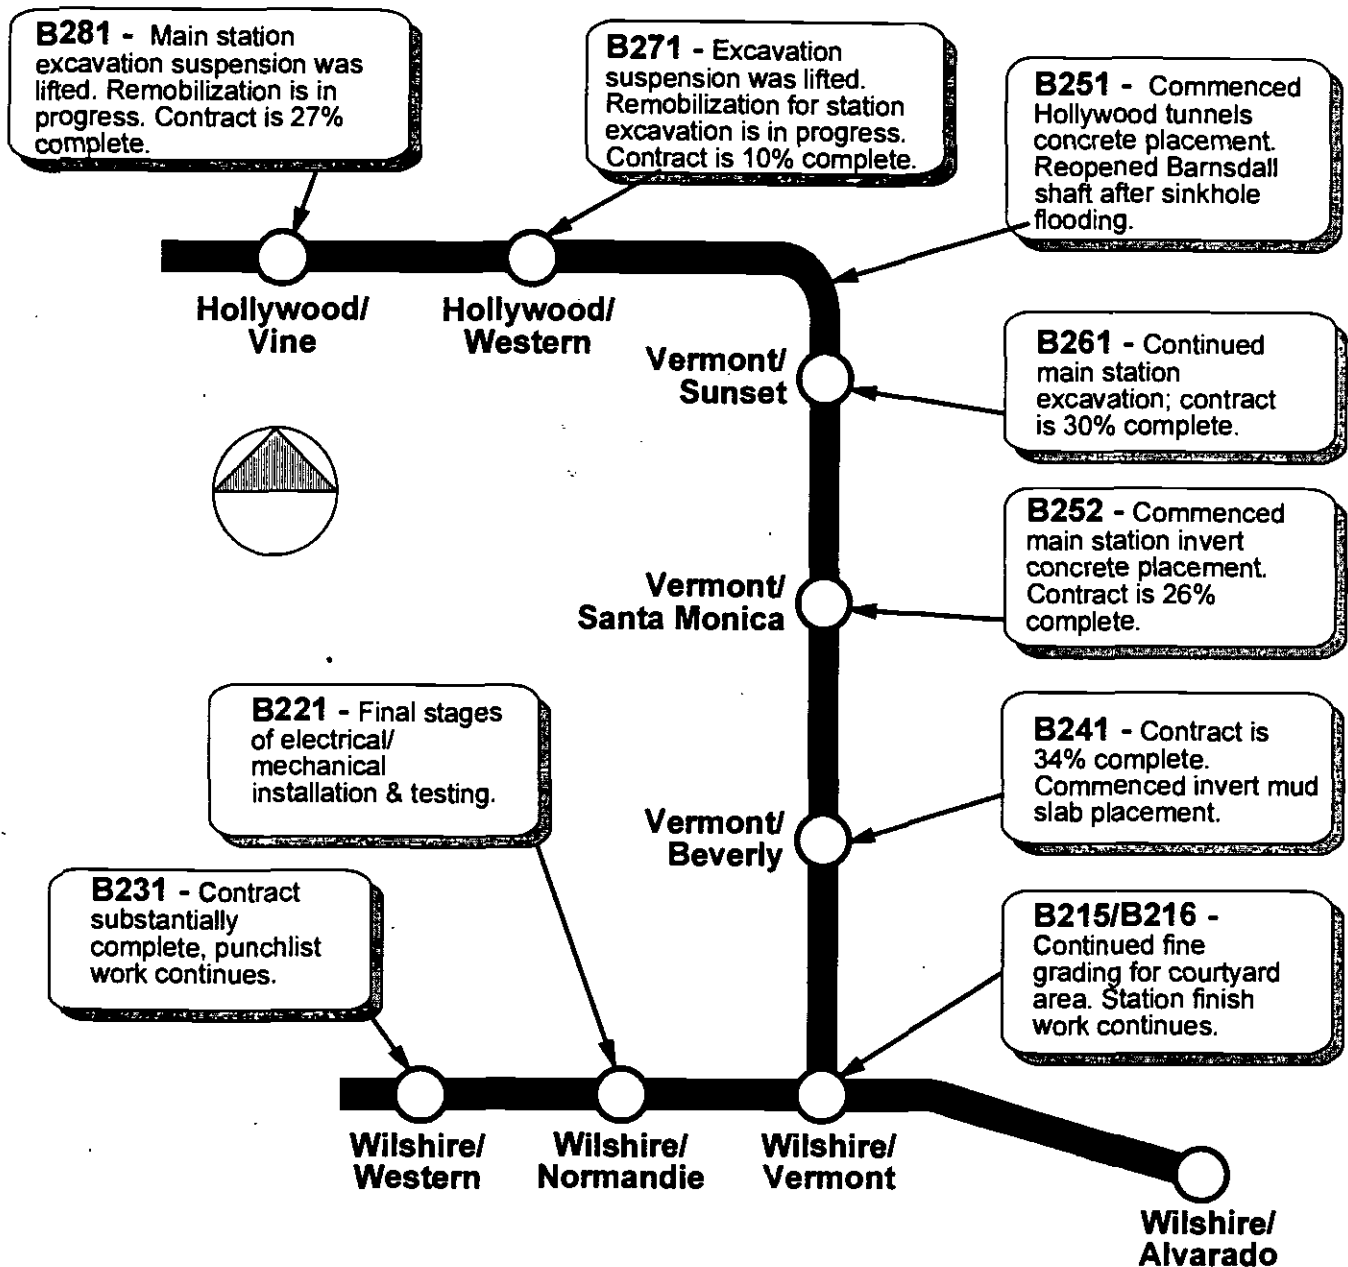 B281 - Main station
excavation suspension was
lifted. Remobilization is in
progress. Contract is 27%
complete.
B271 - Excavation
suspension was lifted.
Remobilization for station
excavation is in progress.
Contract is 10% complete.
B251 - Commenced
Hollywood tunnels
concrete placement.
Reopened Barnsdall
shaft after sinkhole
flooding.
Hollywood/
Vine
Hollywood/
Western
Vermont/
Sunset
B261 - Continued
main station
excavation; contract
is 30% complete.
Vermont/
Santa Monica
B252 - Commenced
main station invert
concrete placement.
Contract is 26%
complete.
B221 - Final stages
of electrical/
mechanical
installation & testing.
Vermont/
Beverly
B241 - Contract is
34% complete.
Commenced invert mud
slab placement.
B231 - Contract
substantially
complete, punchlist
work continues.
B215/B216 -
Continued fine
grading for courtyard
area. Station finish
work continues.
Wilshire/
Western
Wilshire/
Normandie
Wilshire/
Vermont
Wilshire/
Alvarado